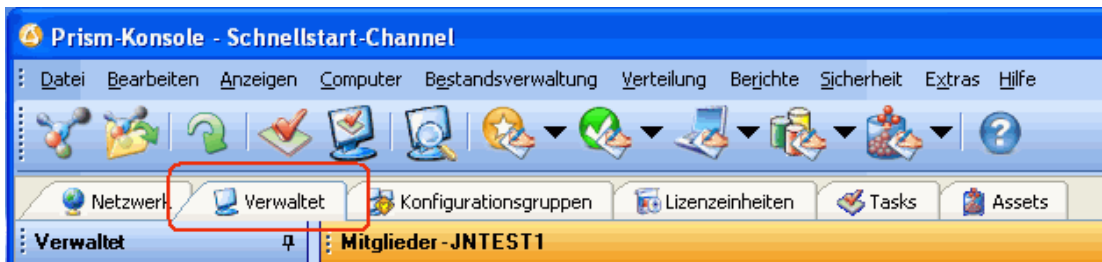 Prism-Konsole - Schnellstart-Channel
Datei Bearbeiten Anzeigen Computer Bestandsverwaltung Verteilung Berichte Sicherheit Extras Hilfe
Netzwerk Verwaltet Konfigurationsgruppen Lizenzeinheiten Tasks Assets
Verwaltet Mitglieder - JNTEST1